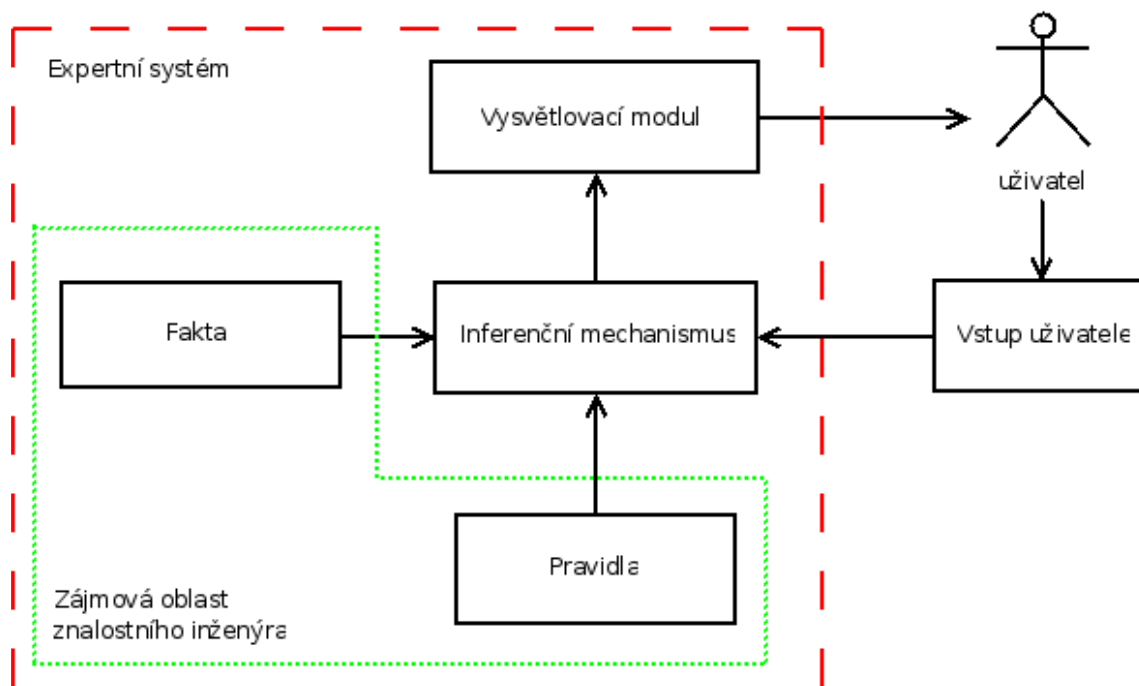 Expertní systém
Vysvětlovací modul
uživatel
Fakta
Inferenční mechanismus
Vstup uživatele
Pravidla
Zájmová oblast
znalostního inženýra